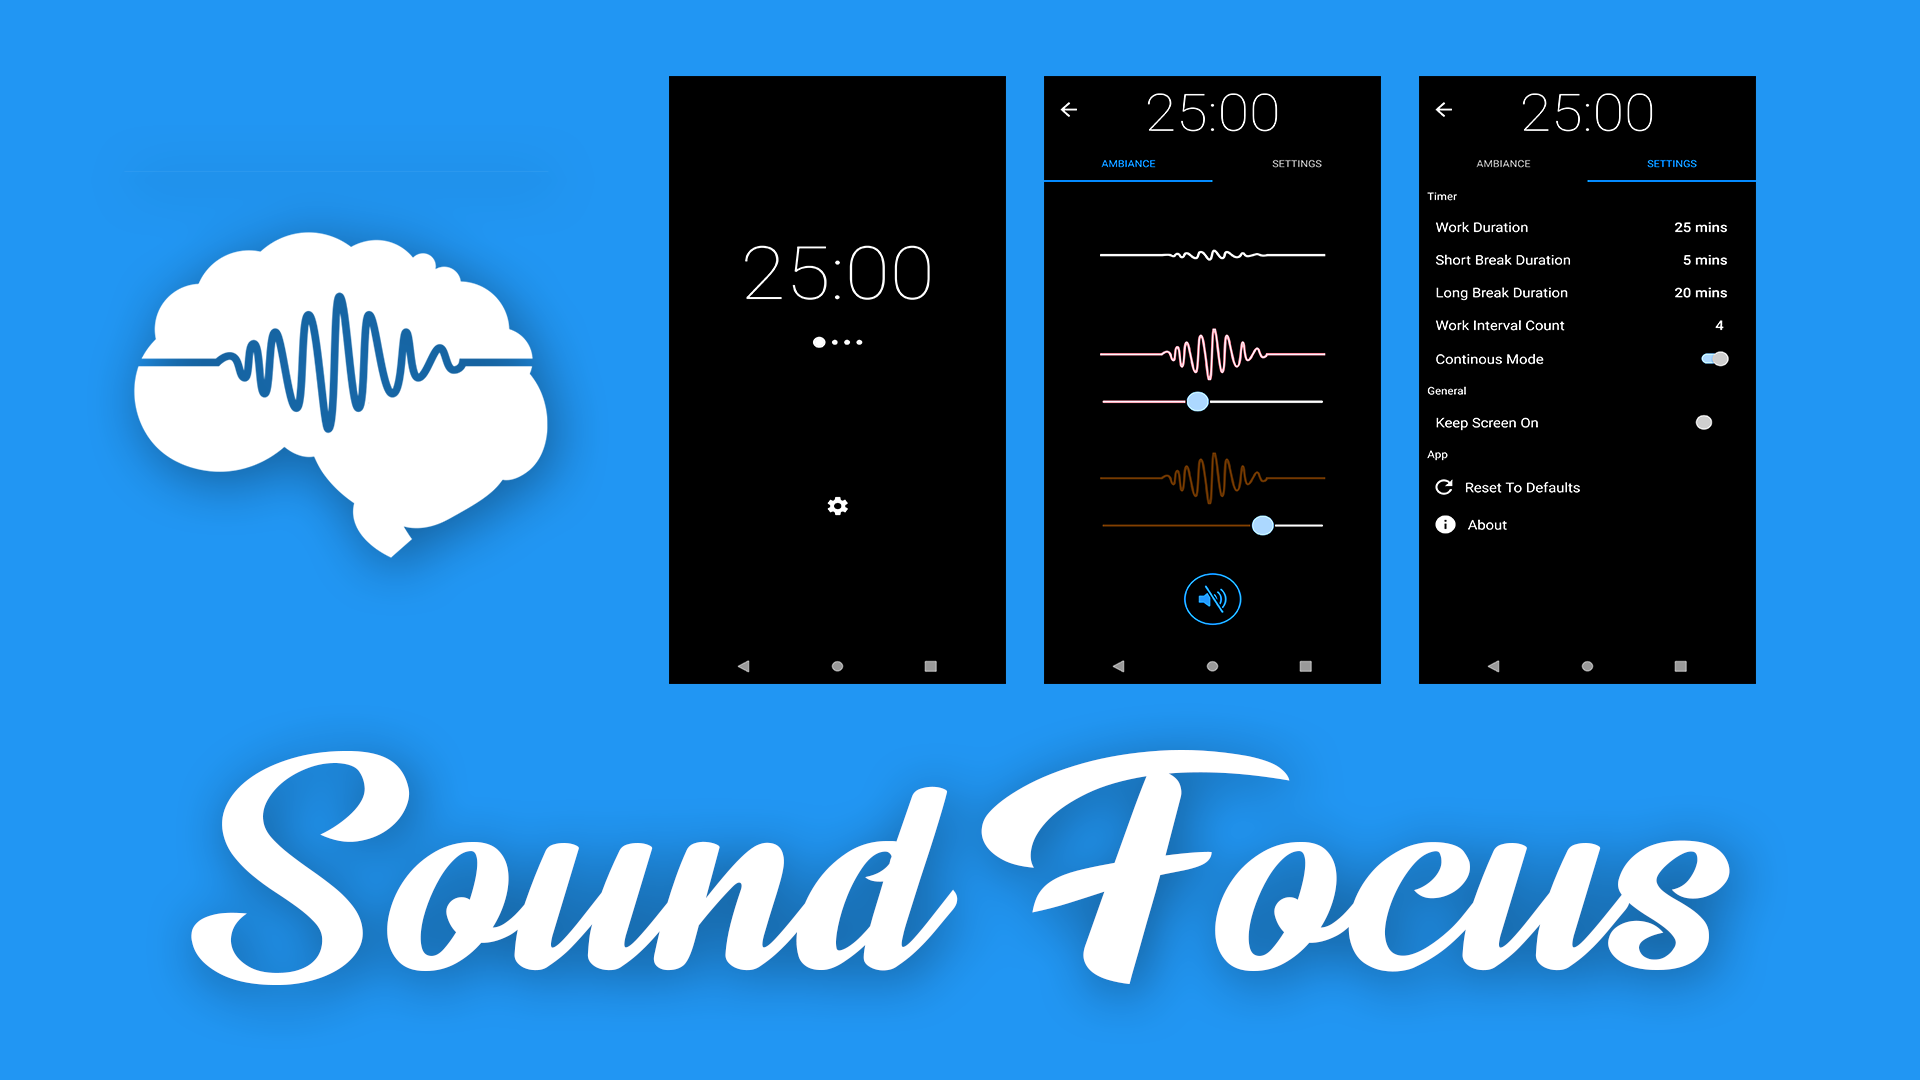 25:00
25:00
AMBIANCE SETTINGS
25:00
AMBIANCE SETTINGS
Timer
Work Duration 25 mins
Short Break Duration 5 mins
Long Break Duration 20 mins
Work Interval Count 4
Continous Mode
General
Keep Screen On
App
Reset To Defaults
About
Sound Focus